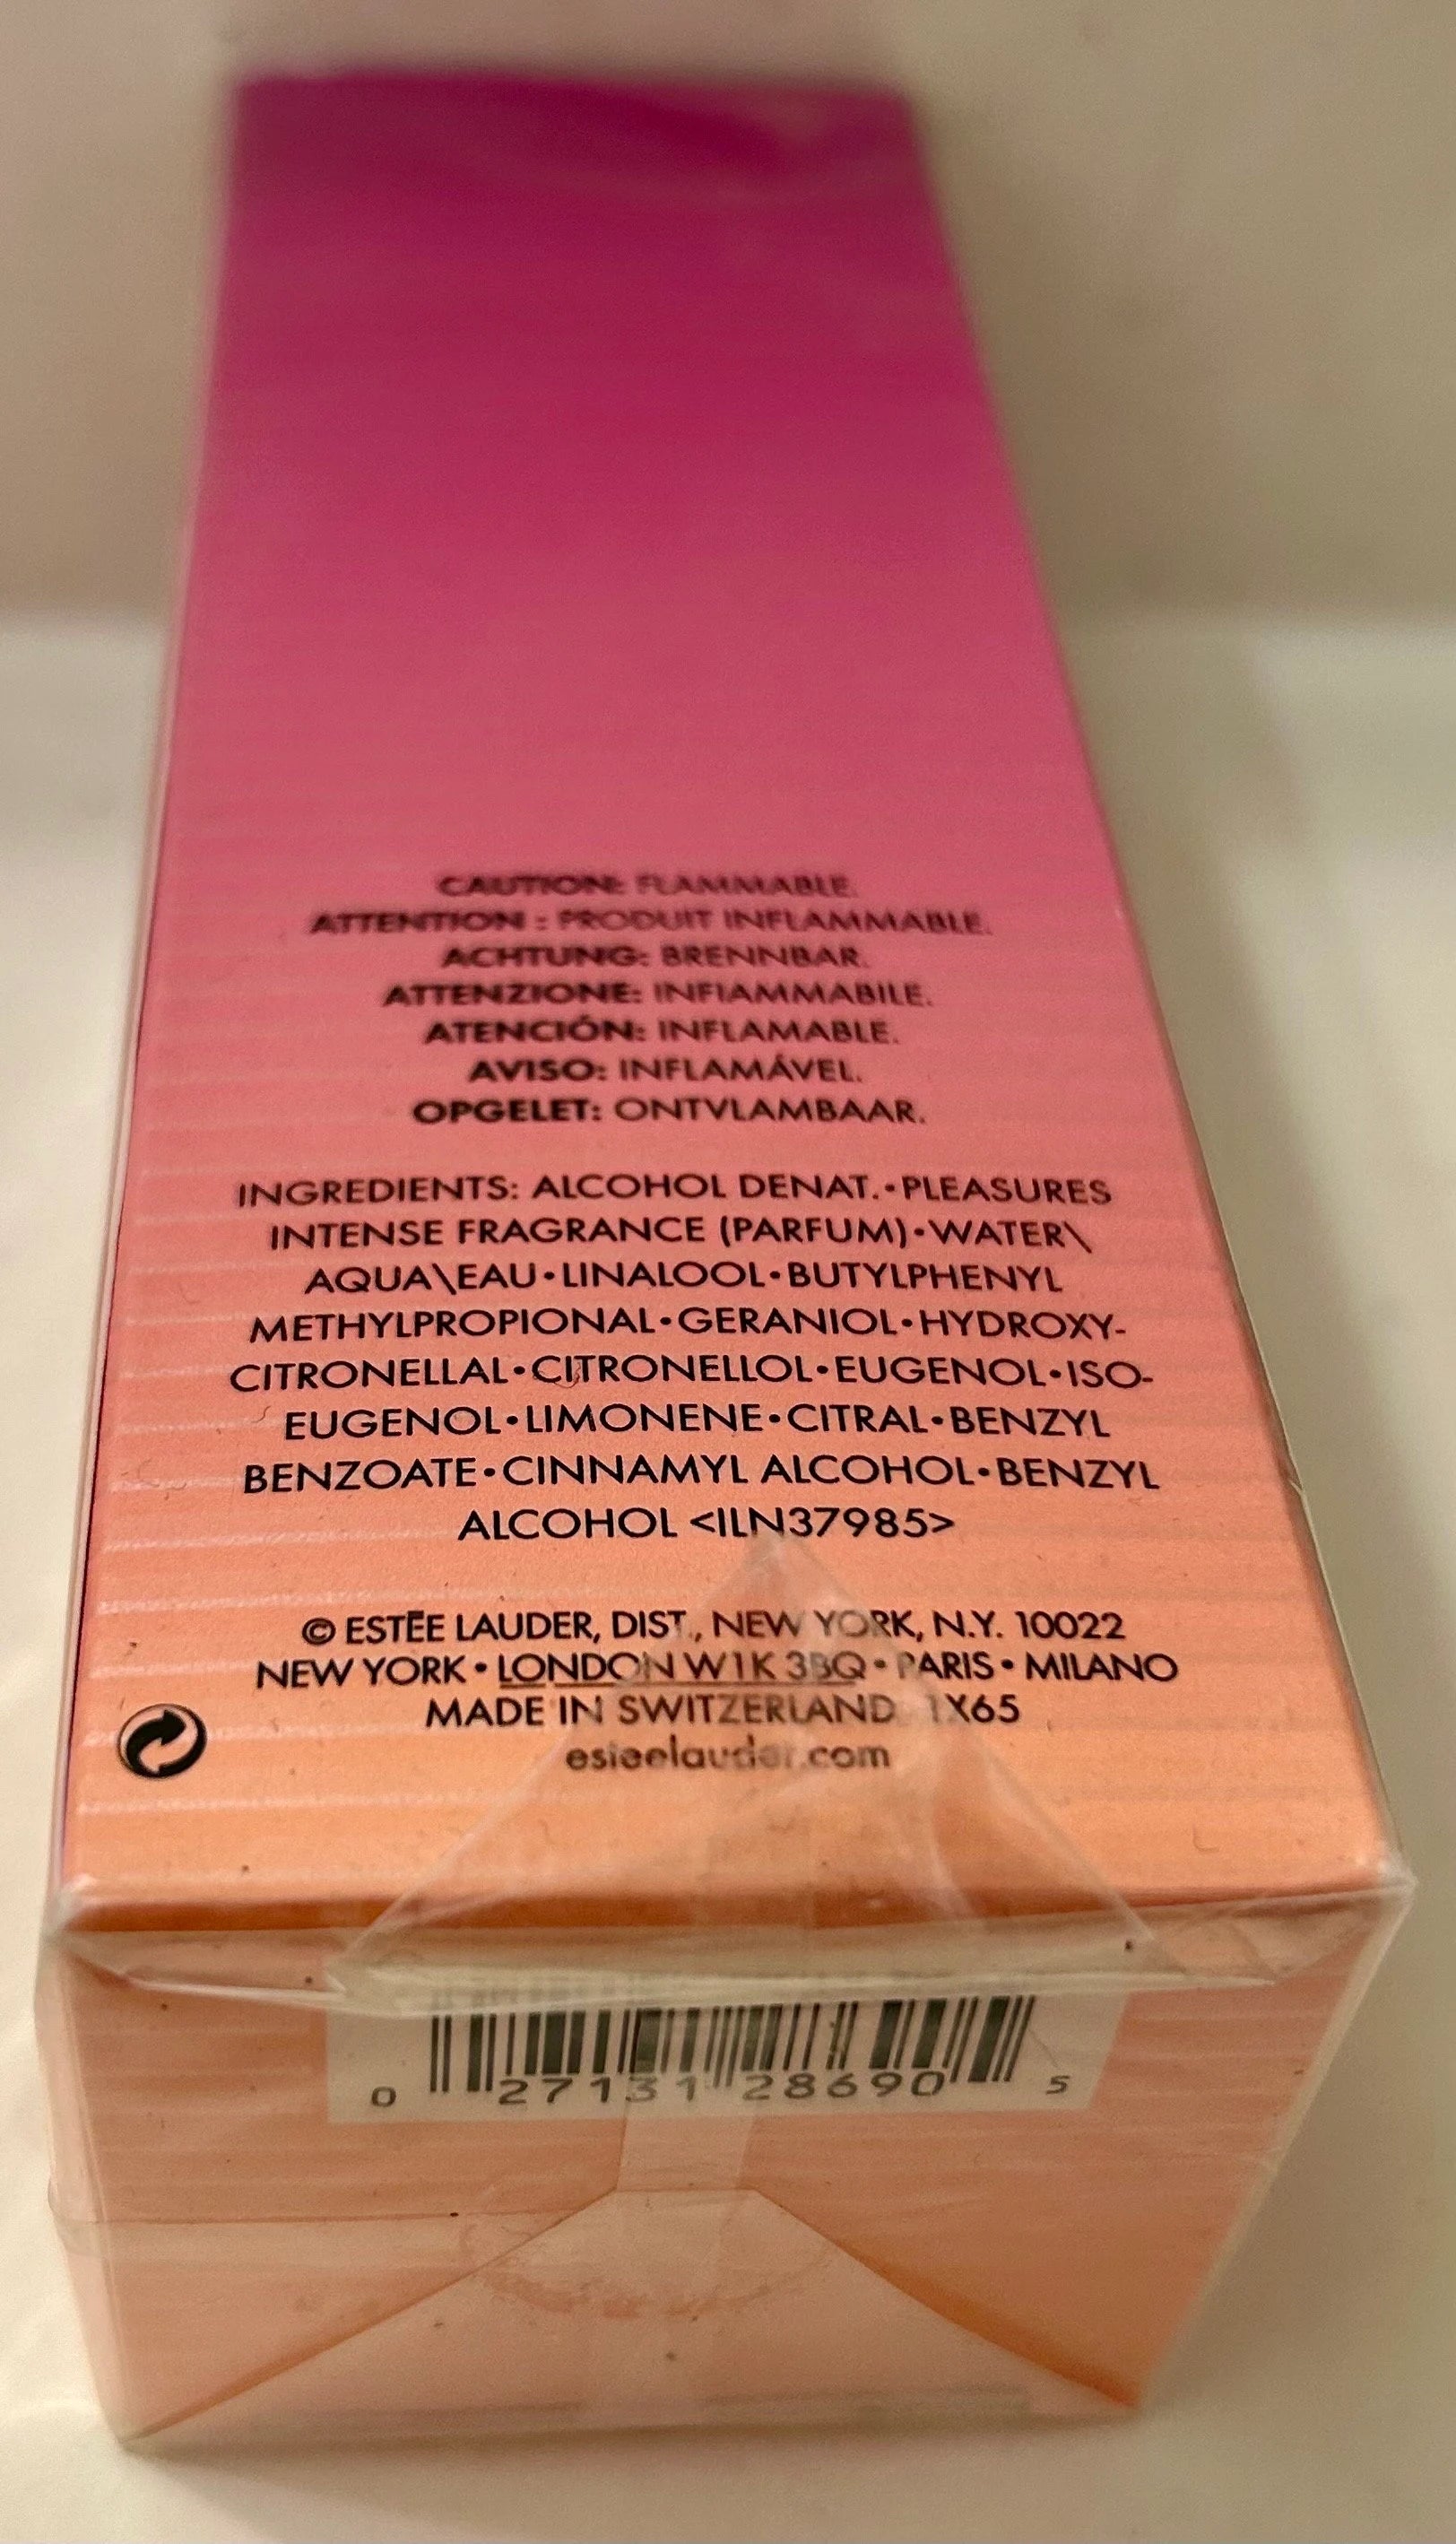 CAUTION: FLAMMABLE.
ATTENTION : PRODUIT INFLAMMABLE.
ACHTUNG: BRENNBAR.
ATTENZIONE: INFIAMMABILE.
ATENCIÓN: INFLAMABLE.
AVISO: INFLAMÁVEL.
OPGELET: ONTVLAMBAAR.
INGREDIENTS: ALCOHOL DENAT.•PLEASURES
INTENSE FRAGRANCE (PARFUM)•WATER\
AQUA\EAU•LINALOOL•BUTYLPHENYL
METHYLPROPIONAL•GERANIOL•HYDROXY-
CITRONELLAL•CITRONELLOL•EUGENOL•ISO-
EUGENOL•LIMONENE•CITRAL•BENZYL
BENZOATE•CINNAMYL ALCOHOL•BENZYL
ALCOHOL <ILN37985>
© ESTĒE LAUDER, DIST., NEW YORK, N.Y. 10022
NEW YORK • LONDON W1K 3BQ • PARIS • MILANO
MADE IN SWITZERLAND 1X65
esteelauder.com
0 27131 28690 5